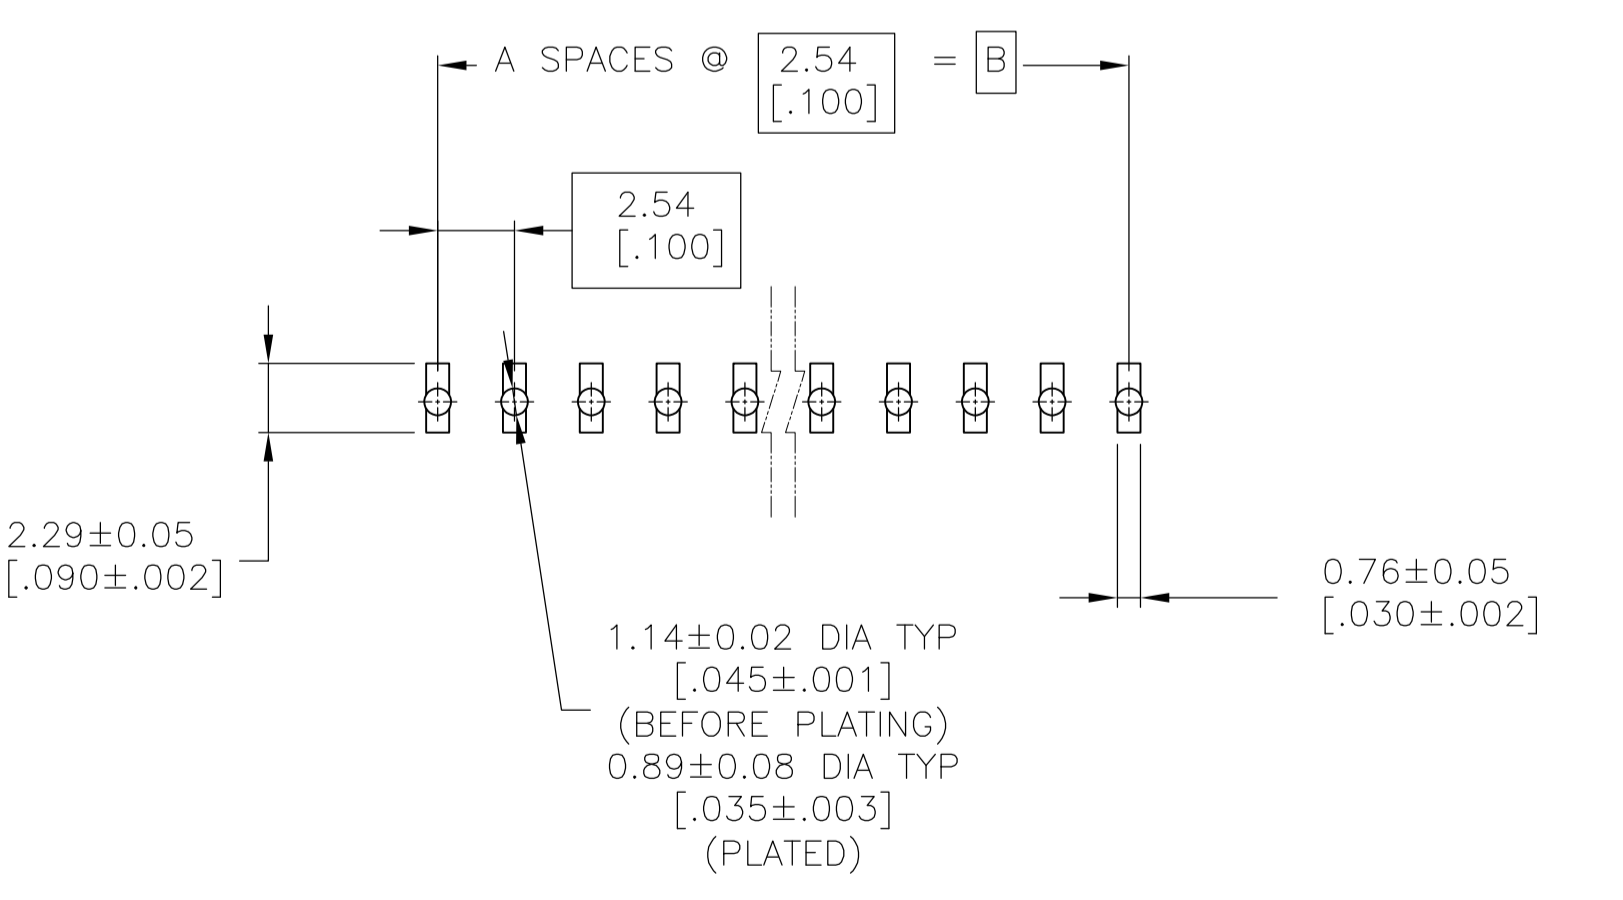 A SPACES @ 2.54 = B
[.100]
2.54
[.100]
2.29±0.05
[.090±.002]
0.76±0.05
[.030±.002]
1.14±0.02 DIA TYP
[.045±.001]
(BEFORE PLATING)
0.89±0.08 DIA TYP
[.035±.003]
(PLATED)